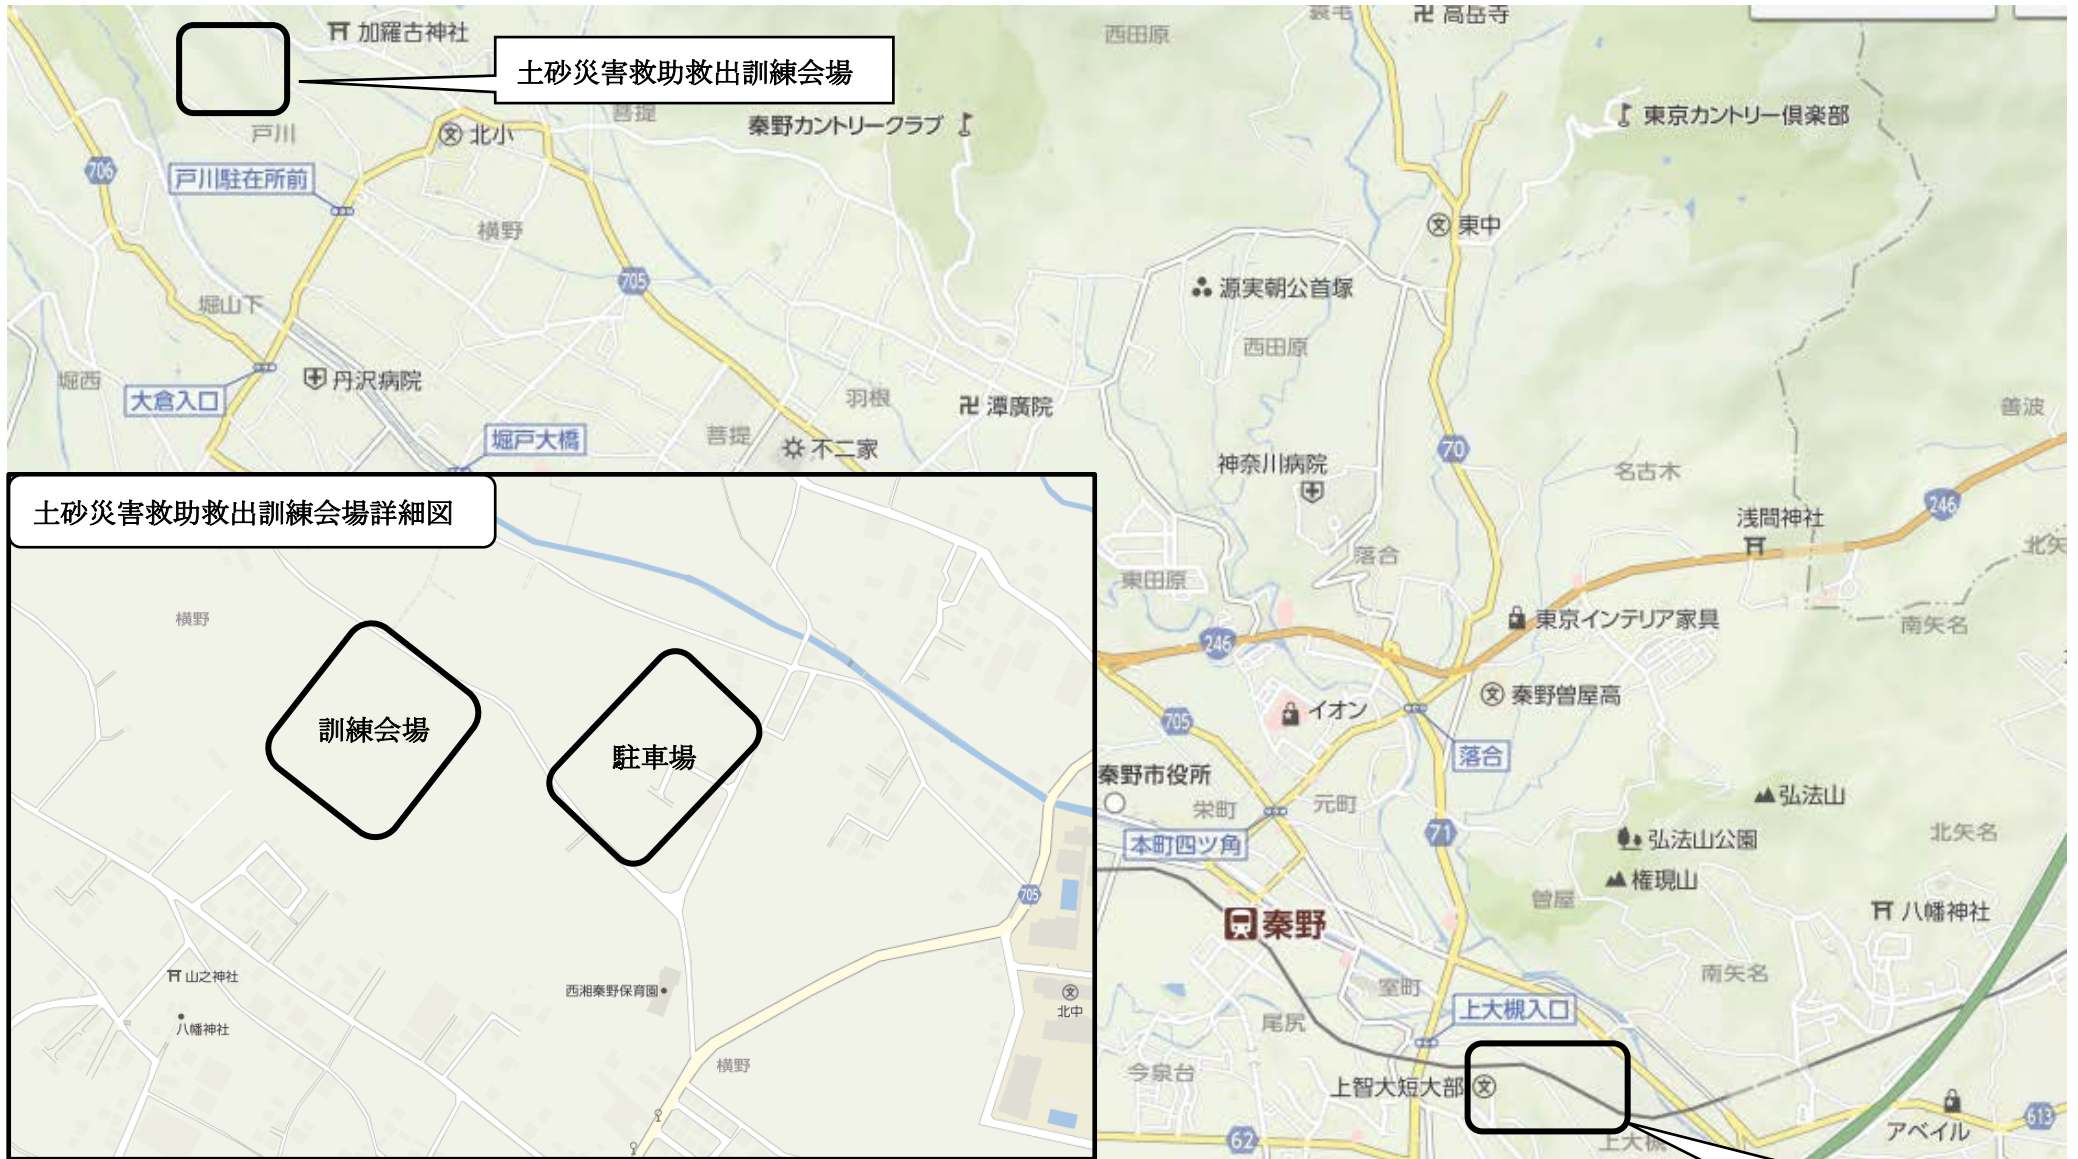 加羅古神社
土砂災害救助救出訓練会場
西田原
蓑毛
高岳寺
戸川
北小
菩提
秦野カントリークラブ
東京カントリー倶楽部
706
戸川駐在所前
横野
東中
705
源実朝公首塚
堀山下
西田原
堀西
大倉入口
丹沢病院
羽根
潭廣院
善波
堀戸大橋
菩提
不二家
神奈川病院
70
名古木
246
浅間神社
北矢
落合
東田原
東京インテリア家具
南矢名
246
秦野曽屋高
イオン
705
落合
秦野市役所
栄町
元町
弘法山
本町四ツ角
71
弘法山公園
北矢名
権現山
曽屋
八幡神社
秦野
南矢名
室町
上大槻入口
尾尻
今泉台
上智大短大部
上大槻
アベイル
613
62
土砂災害救助救出訓練会場詳細図
横野
訓練会場
駐車場
705
山之神社
西湘秦野保育園
北中
八幡神社
横野